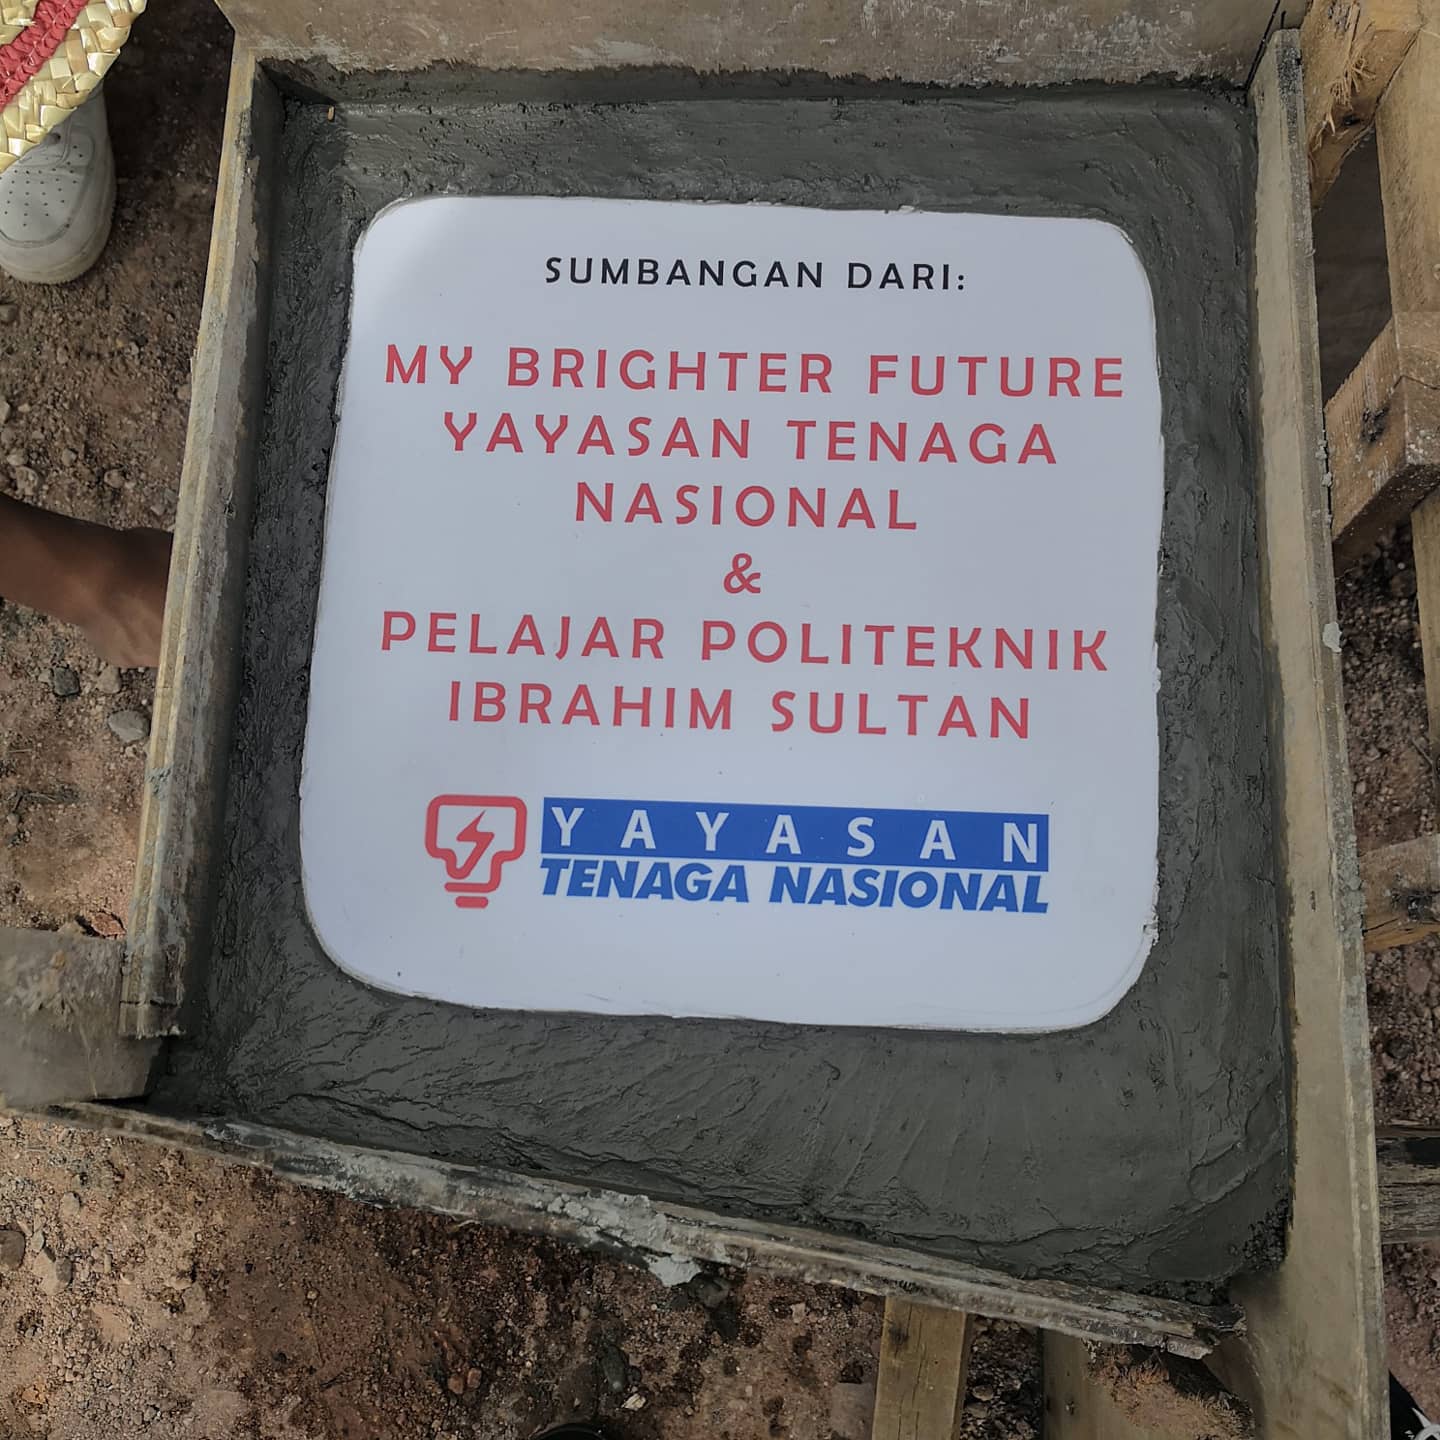 SUMBANGAN DARI:
MY BRIGHTER FUTURE
YAYASAN TENAGA
NASIONAL
&
PELAJAR POLITEKNIK
IBRAHIM SULTAN
YAYASAN
TENAGA NASIONAL